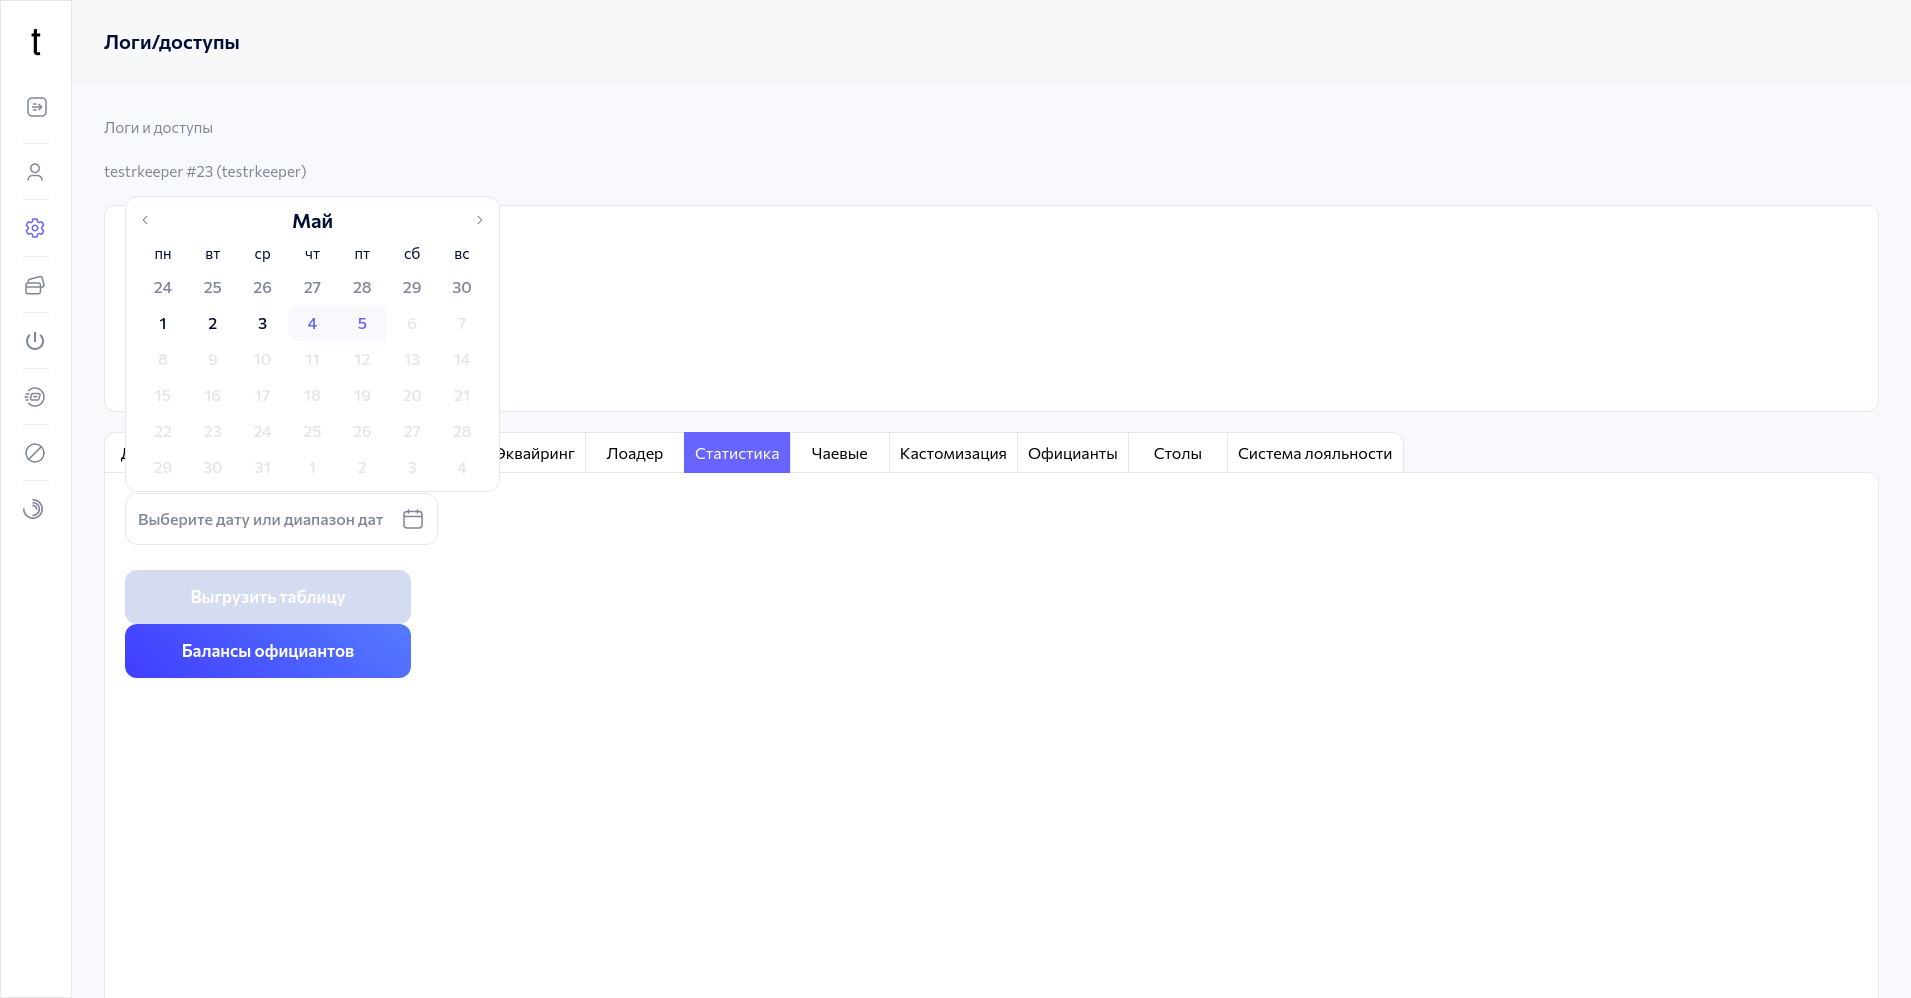 t
Логи/доступы
Логи и доступы
testrkeeper #23 (testrkeeper)
Май
пн вт ср чт пт сб вс
24 25 26 27 28 29 30
1 2 3 4 5 6 7
8 9 10 11 12 13 14
15 16 17 18 19 20 21
22 23 24 25 26 27 28
29 30 31 1 2 3 4
Эквайринг Лоадер Статистика Чаевые Кастомизация Официанты Столы Система лояльности
Выберите дату или диапазон дат
Выгрузить таблицу
Балансы официантов